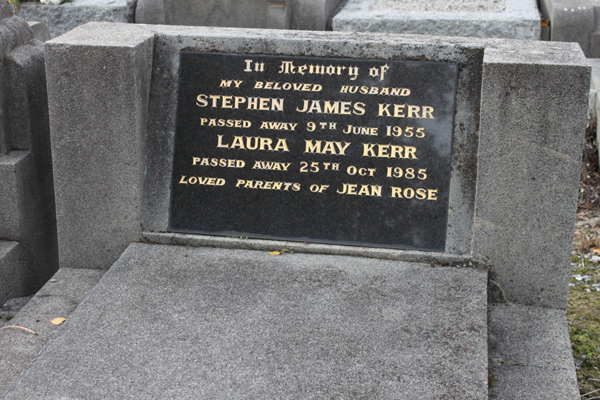 In Memory of
MY BELOVED HUSBAND
STEPHEN JAMES KERR
PASSED AWAY 9TH JUNE 1955
LAURA MAY KERR
PASSED AWAY 25TH OCT 1985
LOVED PARENTS OF JEAN ROSE